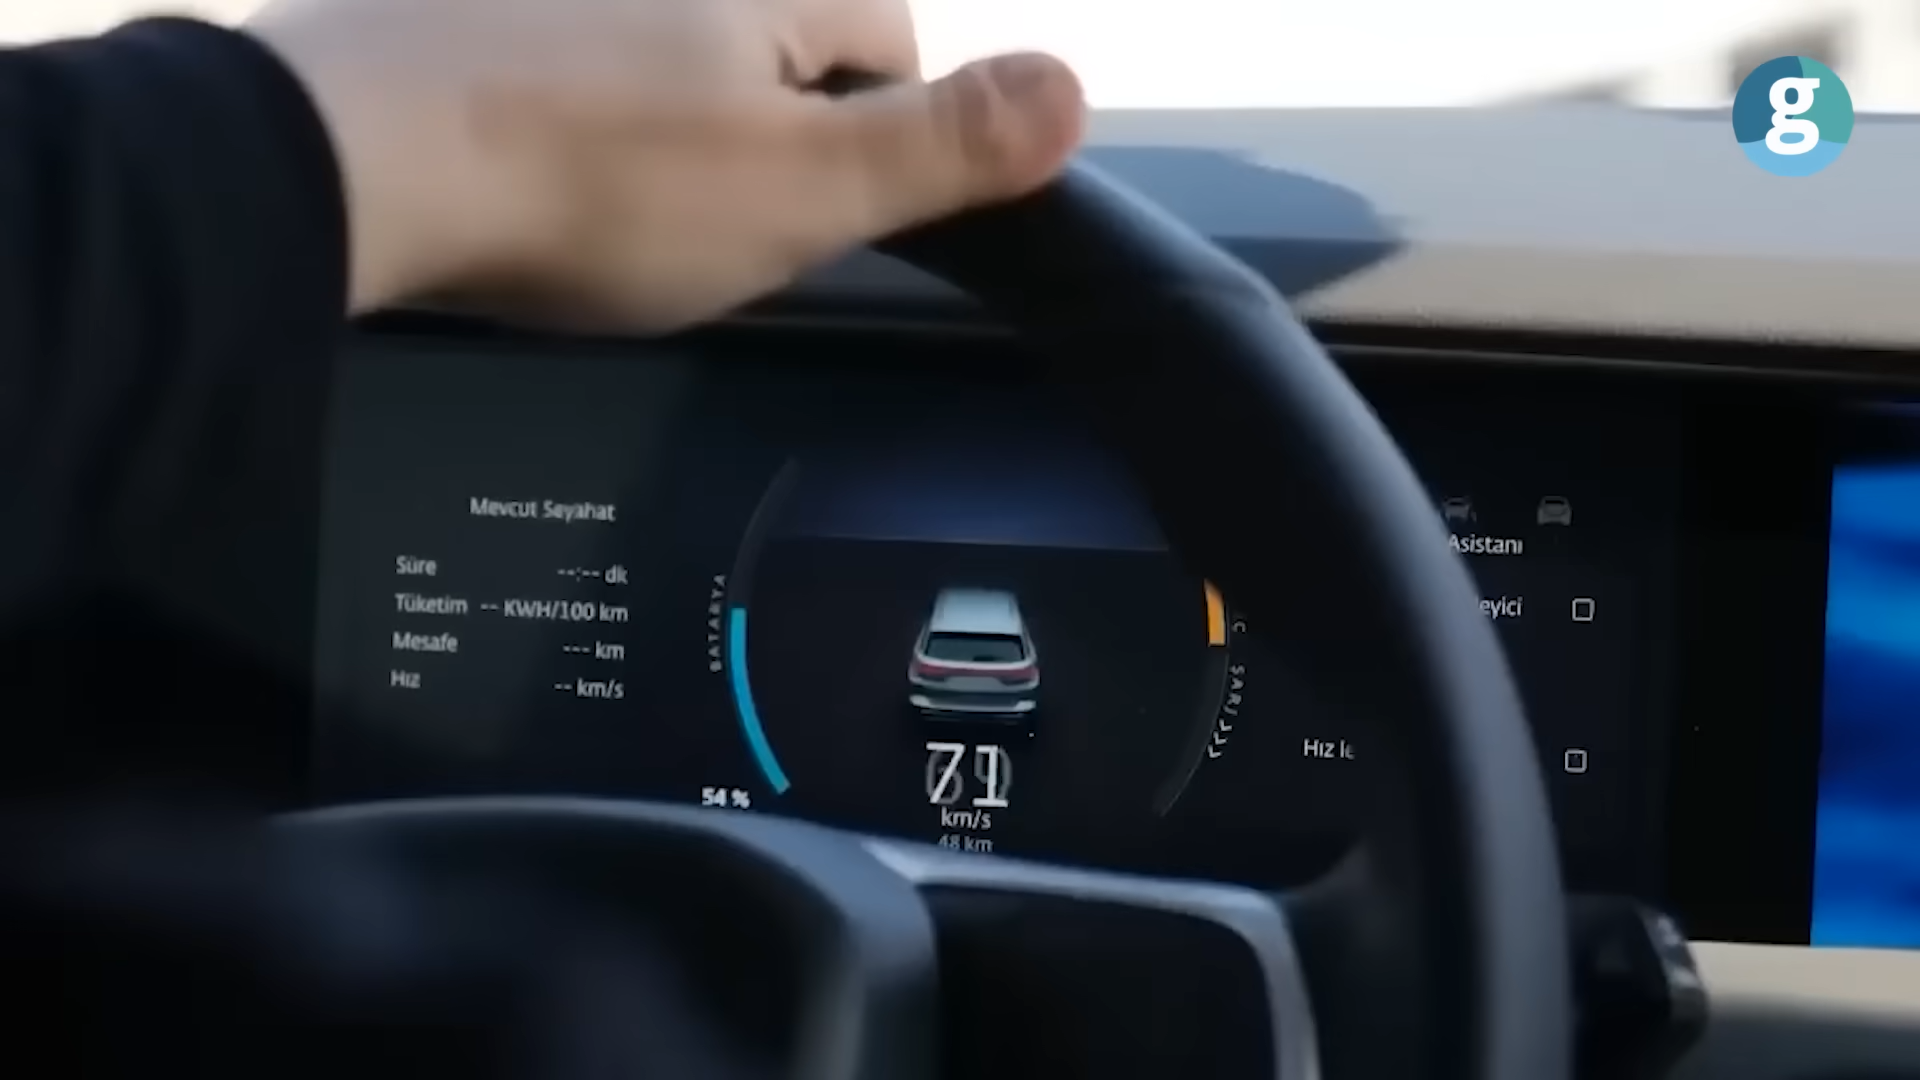 g
Mevcut Seyahat
Süre --:-- dk
Tüketim -- KWH/100 km
Mesafe --- km
Hız -- km/s
BATARYA
54 %
71
km/s
48 km
ŞARJ
Asistanı
Hız